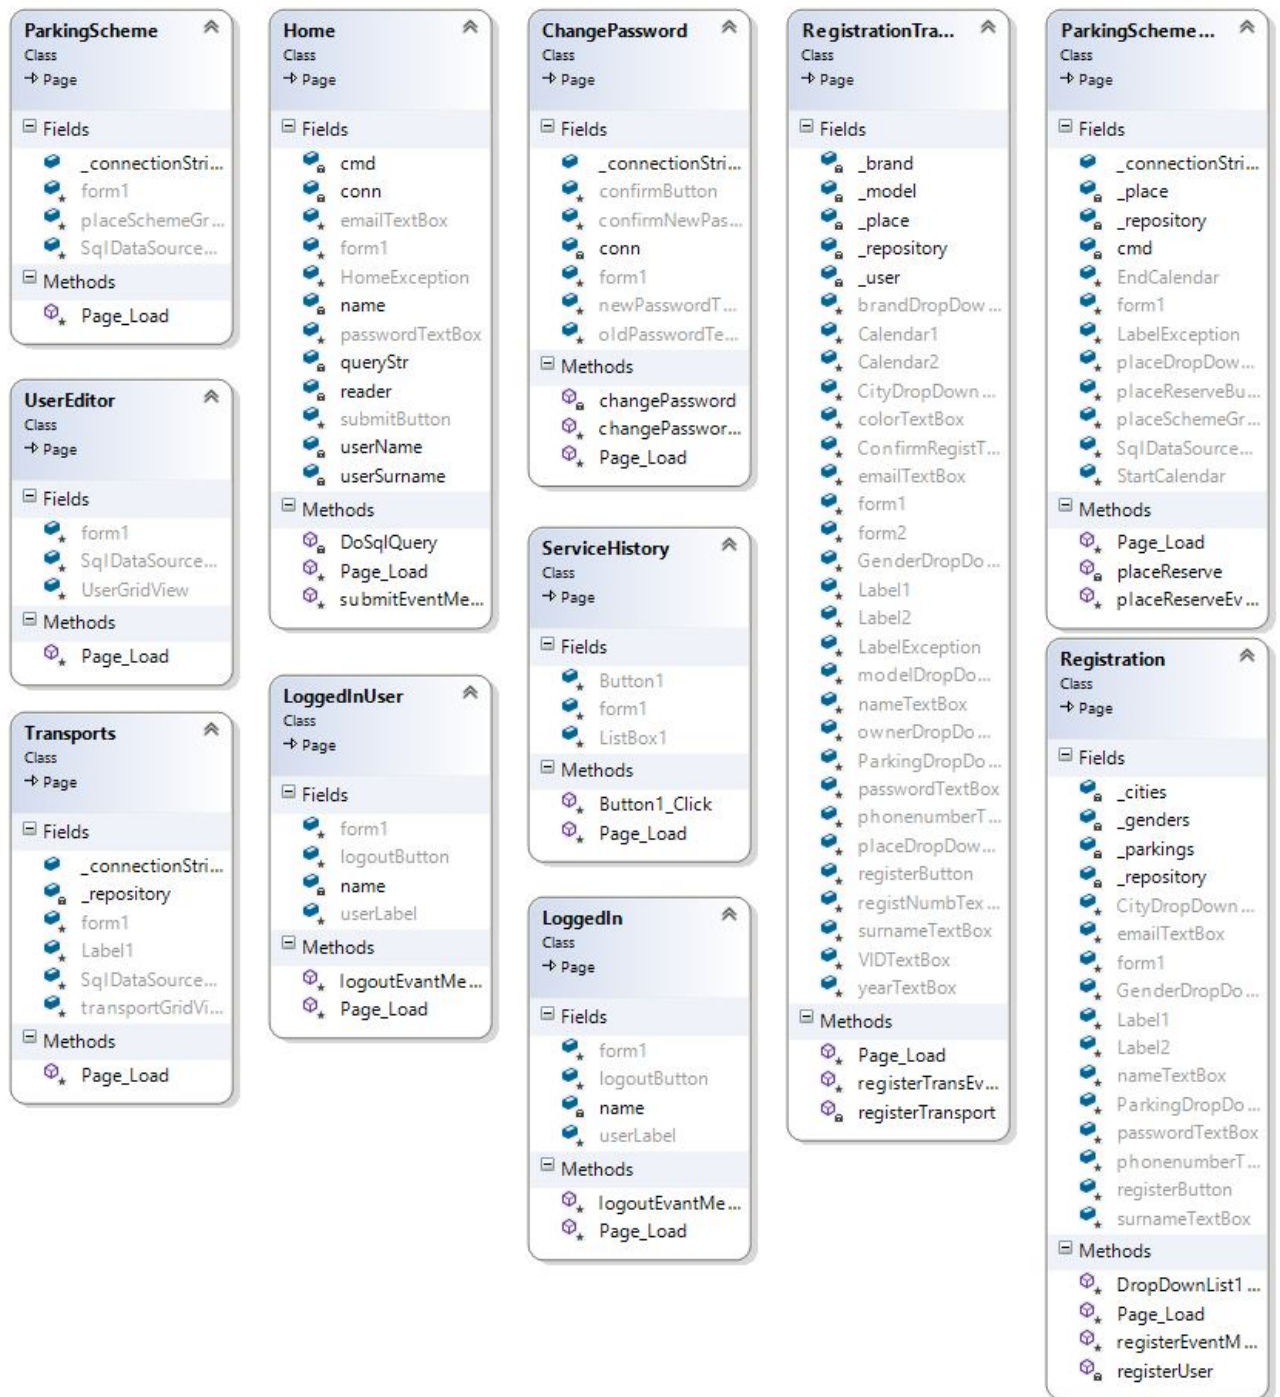 ParkingScheme
Class
Page
Fields
_connectionStri...
form1
placeSchemeGr...
SqlDataSource...
Methods
Page_Load
UserEditor
Class
Page
Fields
form1
SqlDataSource...
UserGridView
Methods
Page_Load
Transports
Class
Page
Fields
_connectionStri...
_repository
form1
Label1
SqlDataSource...
transportGridVi...
Methods
Page_Load
Home
Class
Page
Fields
cmd
conn
emailTextBox
form1
HomeException
name
passwordTextBox
queryStr
reader
submitButton
userName
userSurname
Methods
DoSqlQuery
Page_Load
submitEventMe...
LoggedInUser
Class
Page
Fields
form1
logoutButton
name
userLabel
Methods
logoutEvantMe...
Page_Load
ChangePassword
Class
Page
Fields
_connectionStri...
confirmButton
confirmNewPas...
conn
form1
newPasswordT...
oldPasswordTe...
Methods
changePassword
changePasswor...
Page_Load
ServiceHistory
Class
Page
Fields
Button1
form1
ListBox1
Methods
Button1_Click
Page_Load
LoggedIn
Class
Page
Fields
form1
logoutButton
name
userLabel
Methods
logoutEvantMe...
Page_Load
RegistrationTra...
Class
Page
Fields
_brand
_model
_place
_repository
_user
brandDropDow...
Calendar1
Calendar2
CityDropDown...
colorTextBox
ConfirmRegistT...
emailTextBox
form1
form2
GenderDropDo...
Label1
Label2
LabelException
modelDropDo...
nameTextBox
ownerDropDo...
ParkingDropDo...
passwordTextBox
phonenumberT...
placeDropDow...
registerButton
registNumbTex...
surnameTextBox
VIDTextBox
yearTextBox
Methods
Page_Load
registerTransEv...
registerTransport
ParkingScheme...
Class
Page
Fields
_connectionStri...
_place
_repository
cmd
EndCalendar
form1
LabelException
placeDropDow...
placeReserveBu...
placeSchemeGr...
SqlDataSource...
StartCalendar
Methods
Page_Load
placeReserve
placeReserveEv...
Registration
Class
Page
Fields
_cities
_genders
_parkings
_repository
CityDropDown...
emailTextBox
form1
GenderDropDo...
Label1
Label2
nameTextBox
ParkingDropDo...
passwordTextBox
phonenumberT...
registerButton
surnameTextBox
Methods
DropDownList1...
Page_Load
registerEventM...
registerUser